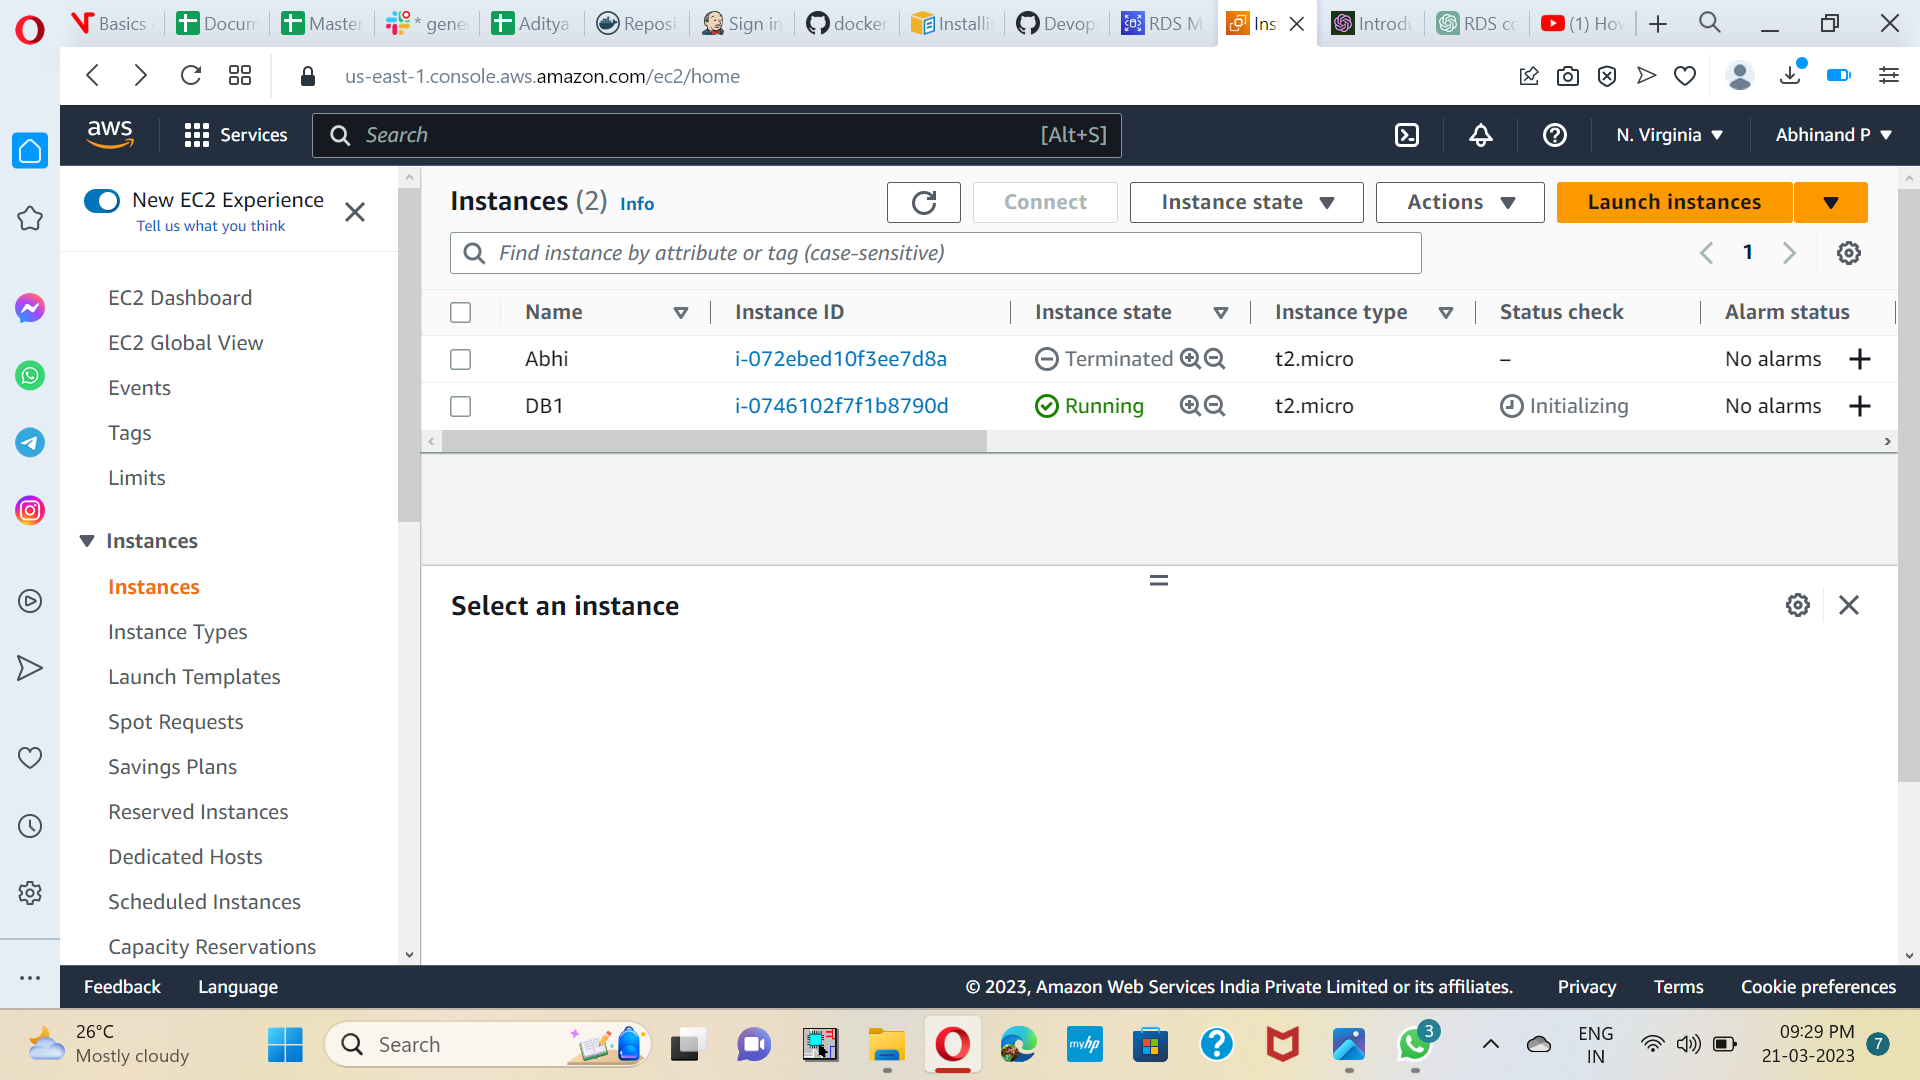 Basics
Docum
Master
* gene
Aditya
Reposi
Sign in
docker
Installi
Devop
RDS M
Ins
Introdu
RDS co
(1) How
us-east-1.console.aws.amazon.com/ec2/home
aws
Services
Search
[Alt+S]
N. Virginia
Abhinand P
New EC2 Experience
Tell us what you think
EC2 Dashboard
EC2 Global View
Events
Tags
Limits
Instances
Instances
Instance Types
Launch Templates
Spot Requests
Savings Plans
Reserved Instances
Dedicated Hosts
Scheduled Instances
Capacity Reservations
Instances (2) Info
Connect
Instance state
Actions
Launch instances
Find instance by attribute or tag (case-sensitive)
1
Name Instance ID Instance state Instance type Status check Alarm status
Abhi i-072ebed10f3ee7d8a Terminated t2.micro – No alarms
DB1 i-0746102f7f1b8790d Running t2.micro Initializing No alarms
Select an instance
Feedback Language © 2023, Amazon Web Services India Private Limited or its affiliates. Privacy Terms Cookie preferences
26°C
Mostly cloudy
Search
myhp
3
ENG
IN
09:29 PM
21-03-2023
7